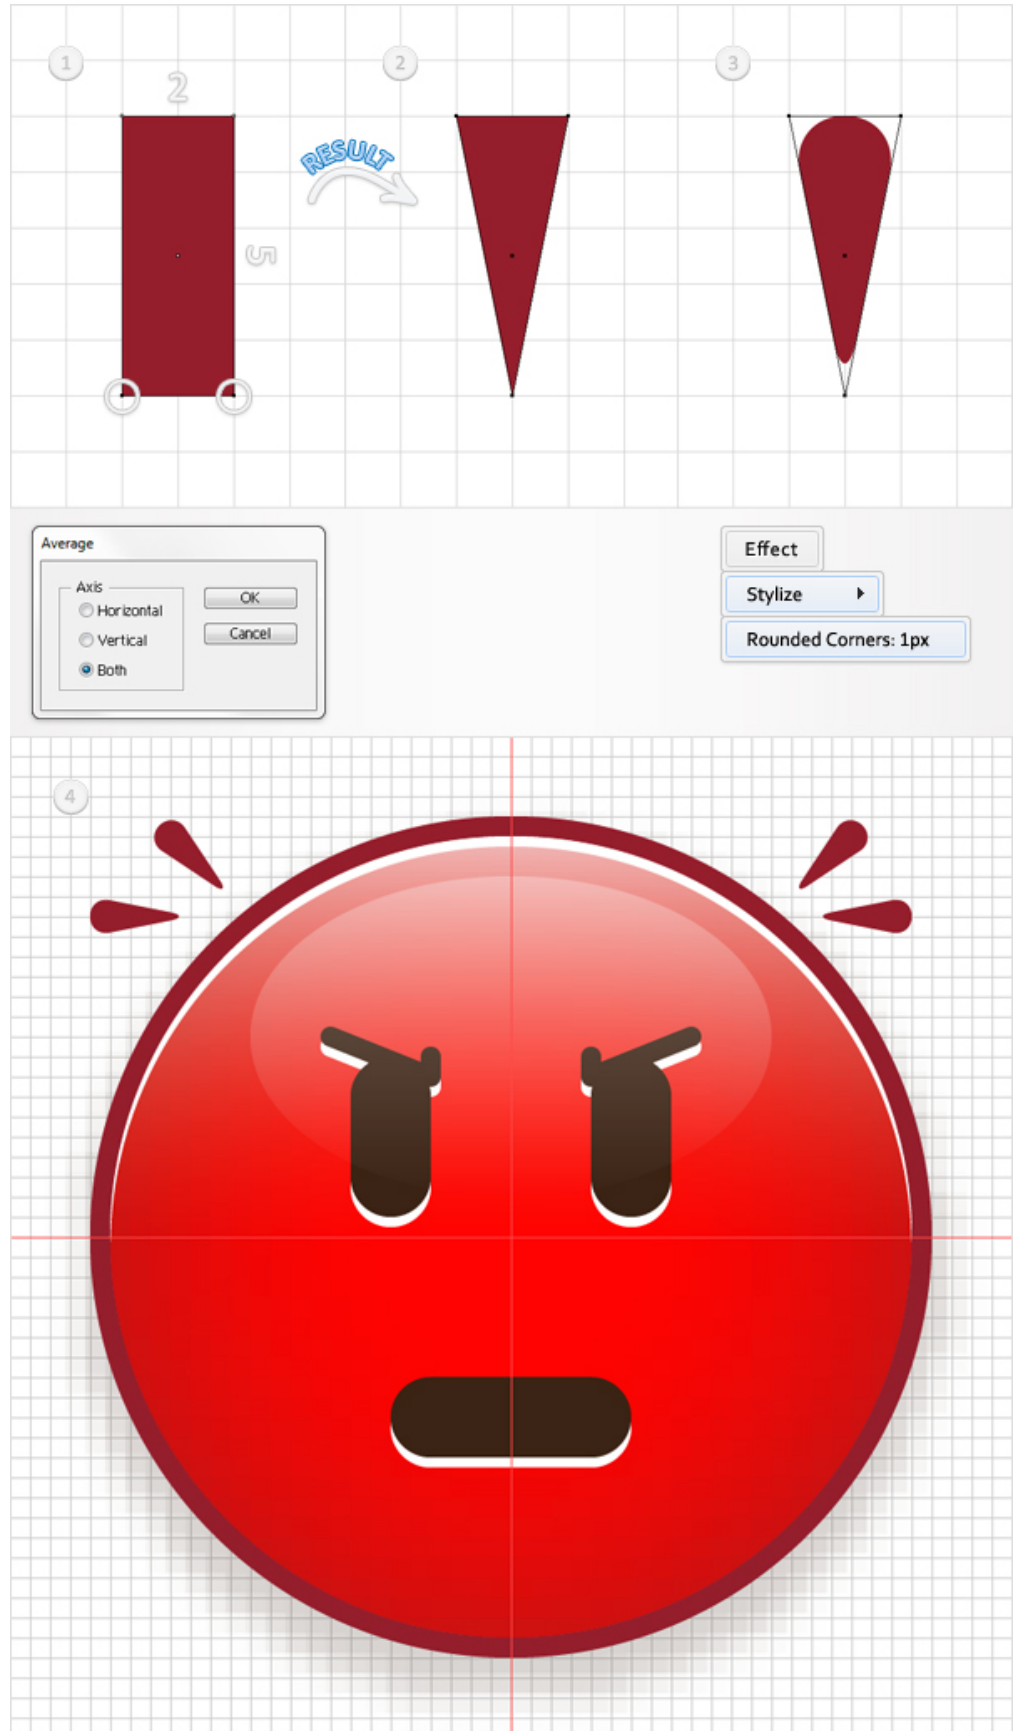 1
2
3
2
RESULT
5
Average
Axis
Horizontal
Vertical
Both
OK
Cancel
Effect
Stylize
Rounded Corners: 1px
4